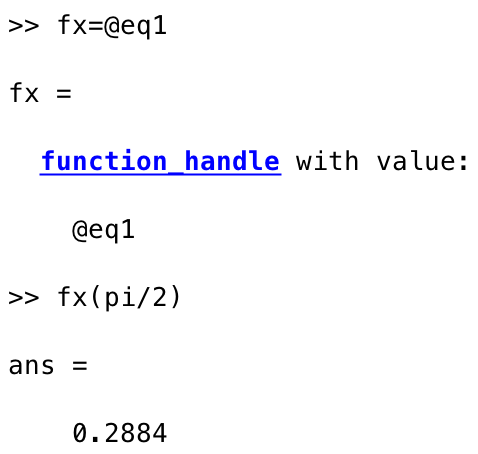 >> fx=@eq1
fx =
function_handle with value:
@eq1
>> fx(pi/2)
ans =
0.2884